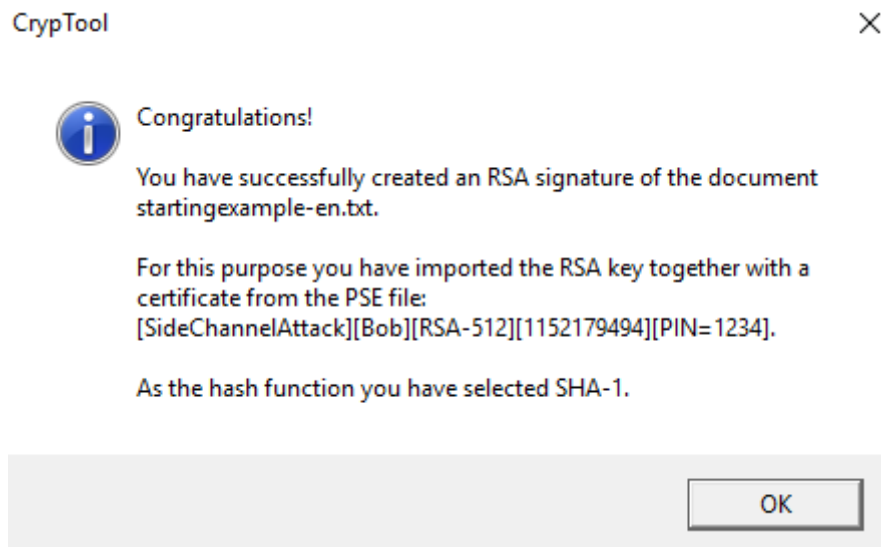 CrypTool
Congratulations!
You have successfully created an RSA signature of the document
startingexample-en.txt.
For this purpose you have imported the RSA key together with a
certificate from the PSE file:
[SideChannelAttack][Bob][RSA-512][1152179494][PIN=1234].
As the hash function you have selected SHA-1.
OK